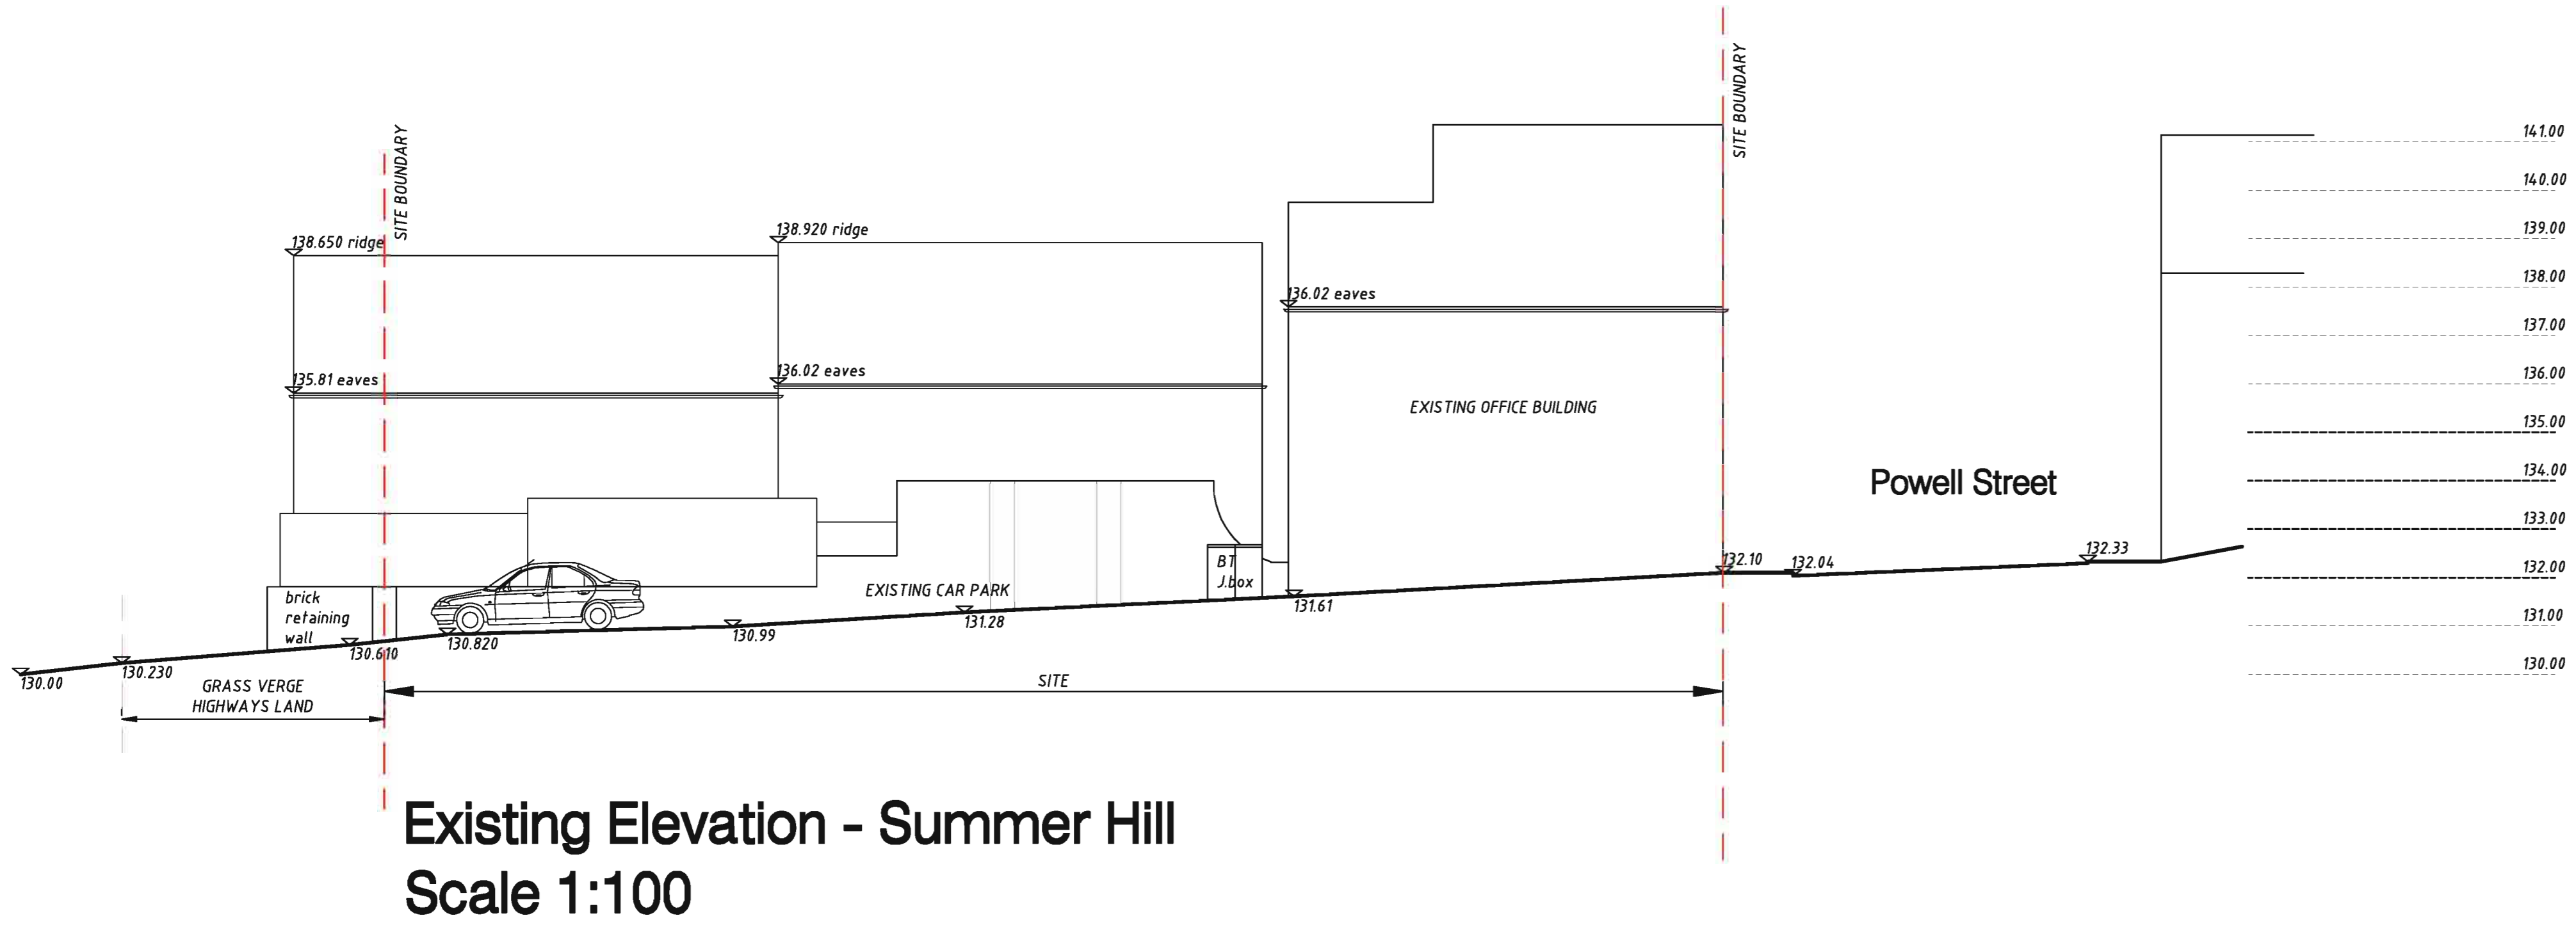 SITE BOUNDARY
SITE BOUNDARY
141.00
140.00
139.00
138.00
137.00
136.00
135.00
134.00
133.00
132.00
131.00
130.00
138.650 ridge
138.920 ridge
136.02 eaves
135.81 eaves
136.02 eaves
EXISTING OFFICE BUILDING
Powell Street
BT
J.box
EXISTING CAR PARK
brick
retaining
wall
132.10
132.04
132.33
131.61
131.28
130.99
130.820
130.610
130.230
130.00
GRASS VERGE
HIGHWAYS LAND
SITE
Existing Elevation - Summer Hill
Scale 1:100